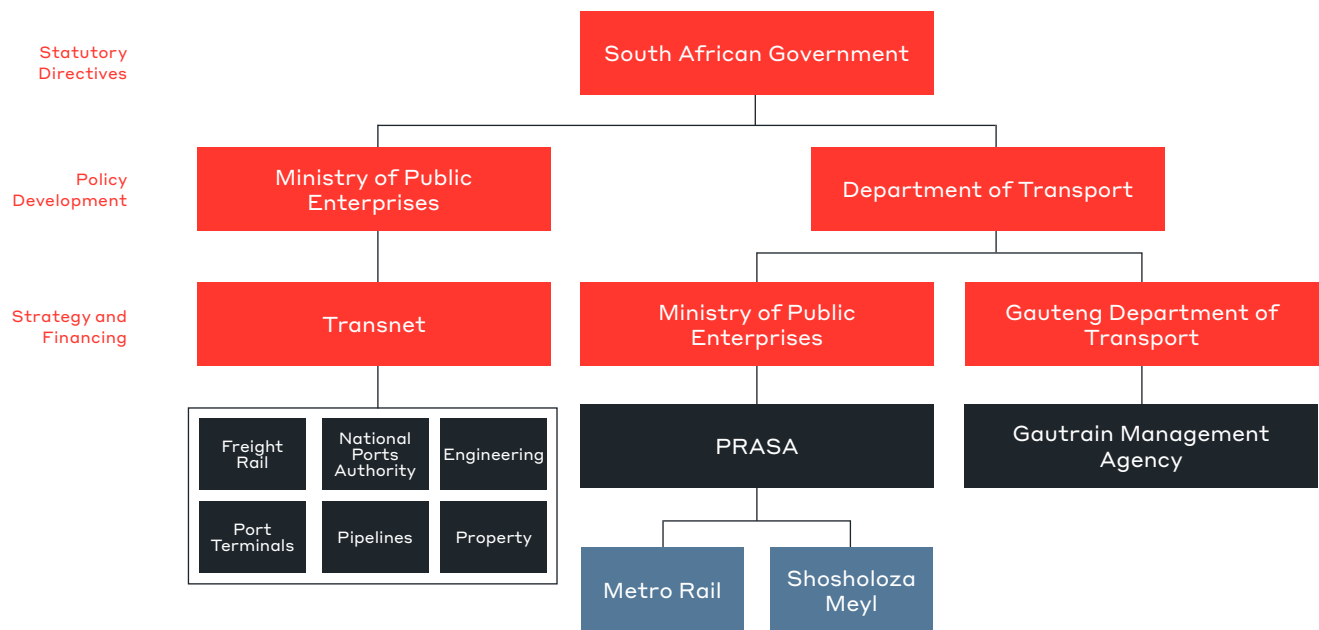 Statutory
Directives
South African Government
Policy
Development
Ministry of Public
Enterprises
Department of Transport
Strategy and
Financing
Transnet
Ministry of Public
Enterprises
Gauteng Department of
Transport
Freight
Rail
National
Ports
Authority
Engineering
Port
Terminals
Pipelines
Property
PRASA
Gautrain Management
Agency
Metro Rail
Shosholoza
Meyl